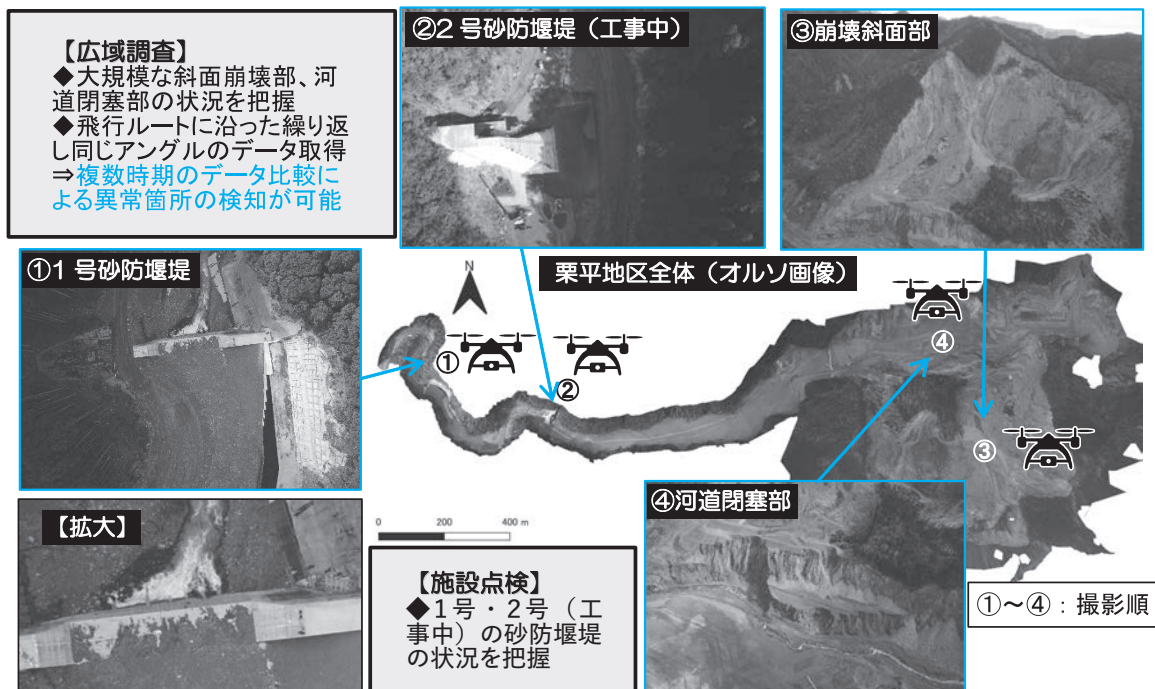 【広域調査】
◆大規模な斜面崩壊部、河
道閉塞部の状況を把握
◆飛行ルートに沿った繰り返
し同じアングルのデータ取得
⇒複数時期のデータ比較に
よる異常箇所の検知が可能
②2 号砂防堰堤（工事中）
③崩壊斜面部
①1 号砂防堰堤
N
栗平地区全体（オルソ画像）
①
②
④
③
【拡大】
0 200 400 m
【施設点検】
◆１号・２号（工
事中）の砂防堰堤
の状況を把握
④河道閉塞部
①～④：撮影順